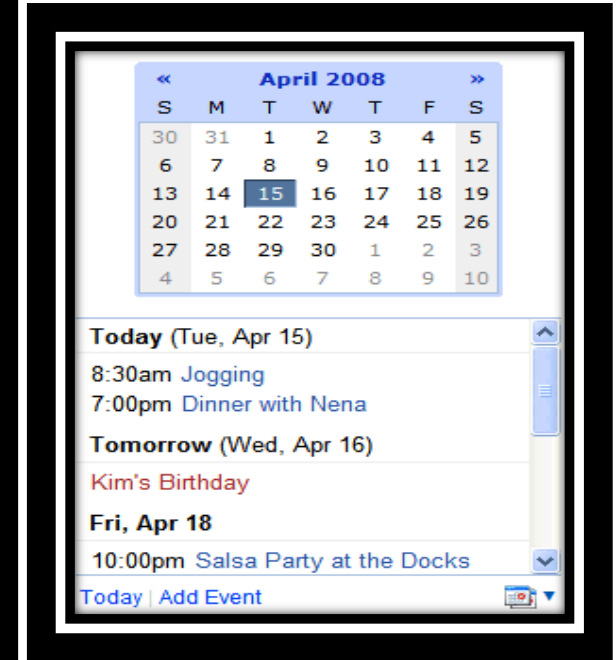 « April 2008 »
S M T W T F S
30 31 1 2 3 4 5
6 7 8 9 10 11 12
13 14 15 16 17 18 19
20 21 22 23 24 25 26
27 28 29 30 1 2 3
4 5 6 7 8 9 10
Today (Tue, Apr 15)
8:30am Jogging
7:00pm Dinner with Nena
Tomorrow (Wed, Apr 16)
Kim's Birthday
Fri, Apr 18
10:00pm Salsa Party at the Docks
Today | Add Event